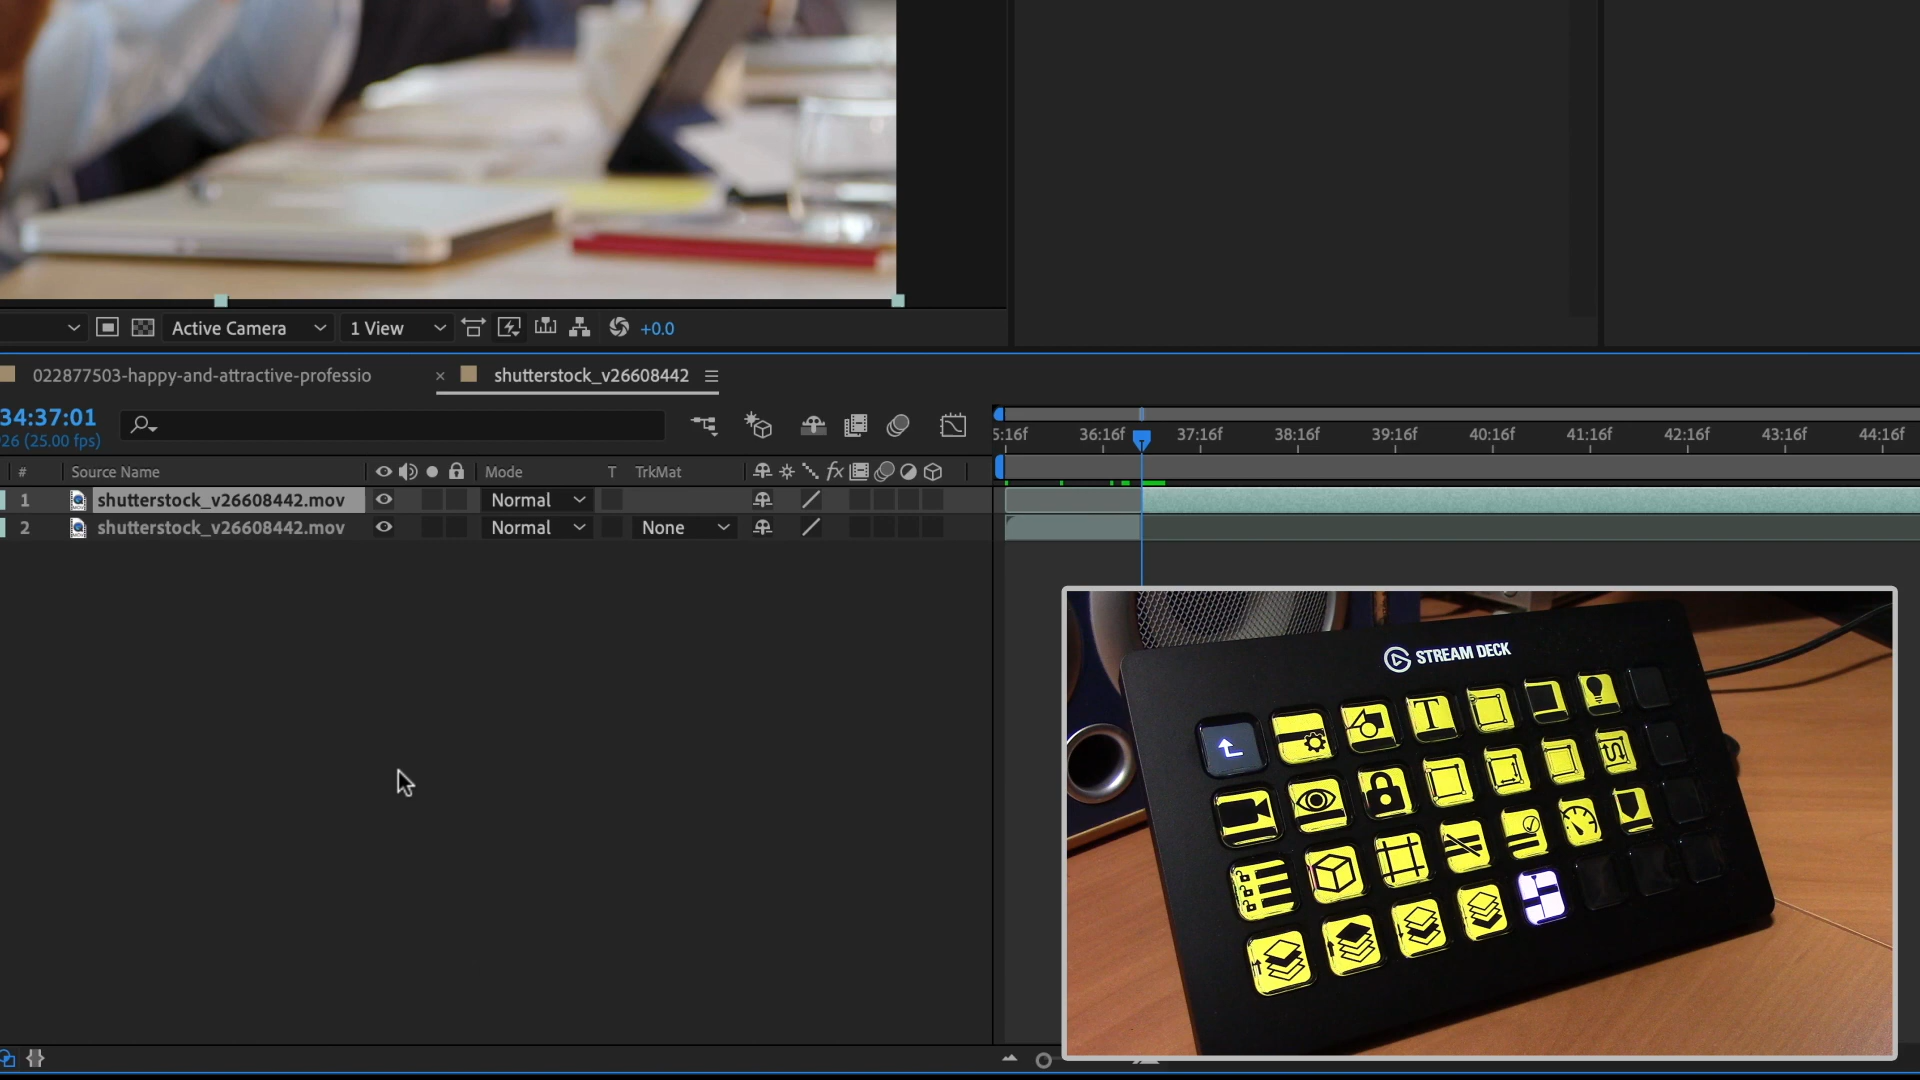 Active Camera
1 View
+0.0
022877503-happy-and-attractive-professio
× shutterstock_v26608442
34:37:01
26 (25.00 fps)
5:16f 36:16f 37:16f 38:16f 39:16f 40:16f 41:16f 42:16f 43:16f 44:16f
# Source Name Mode T TrkMat fx
1 shutterstock_v26608442.mov Normal
2 shutterstock_v26608442.mov Normal None
STREAM DECK
T